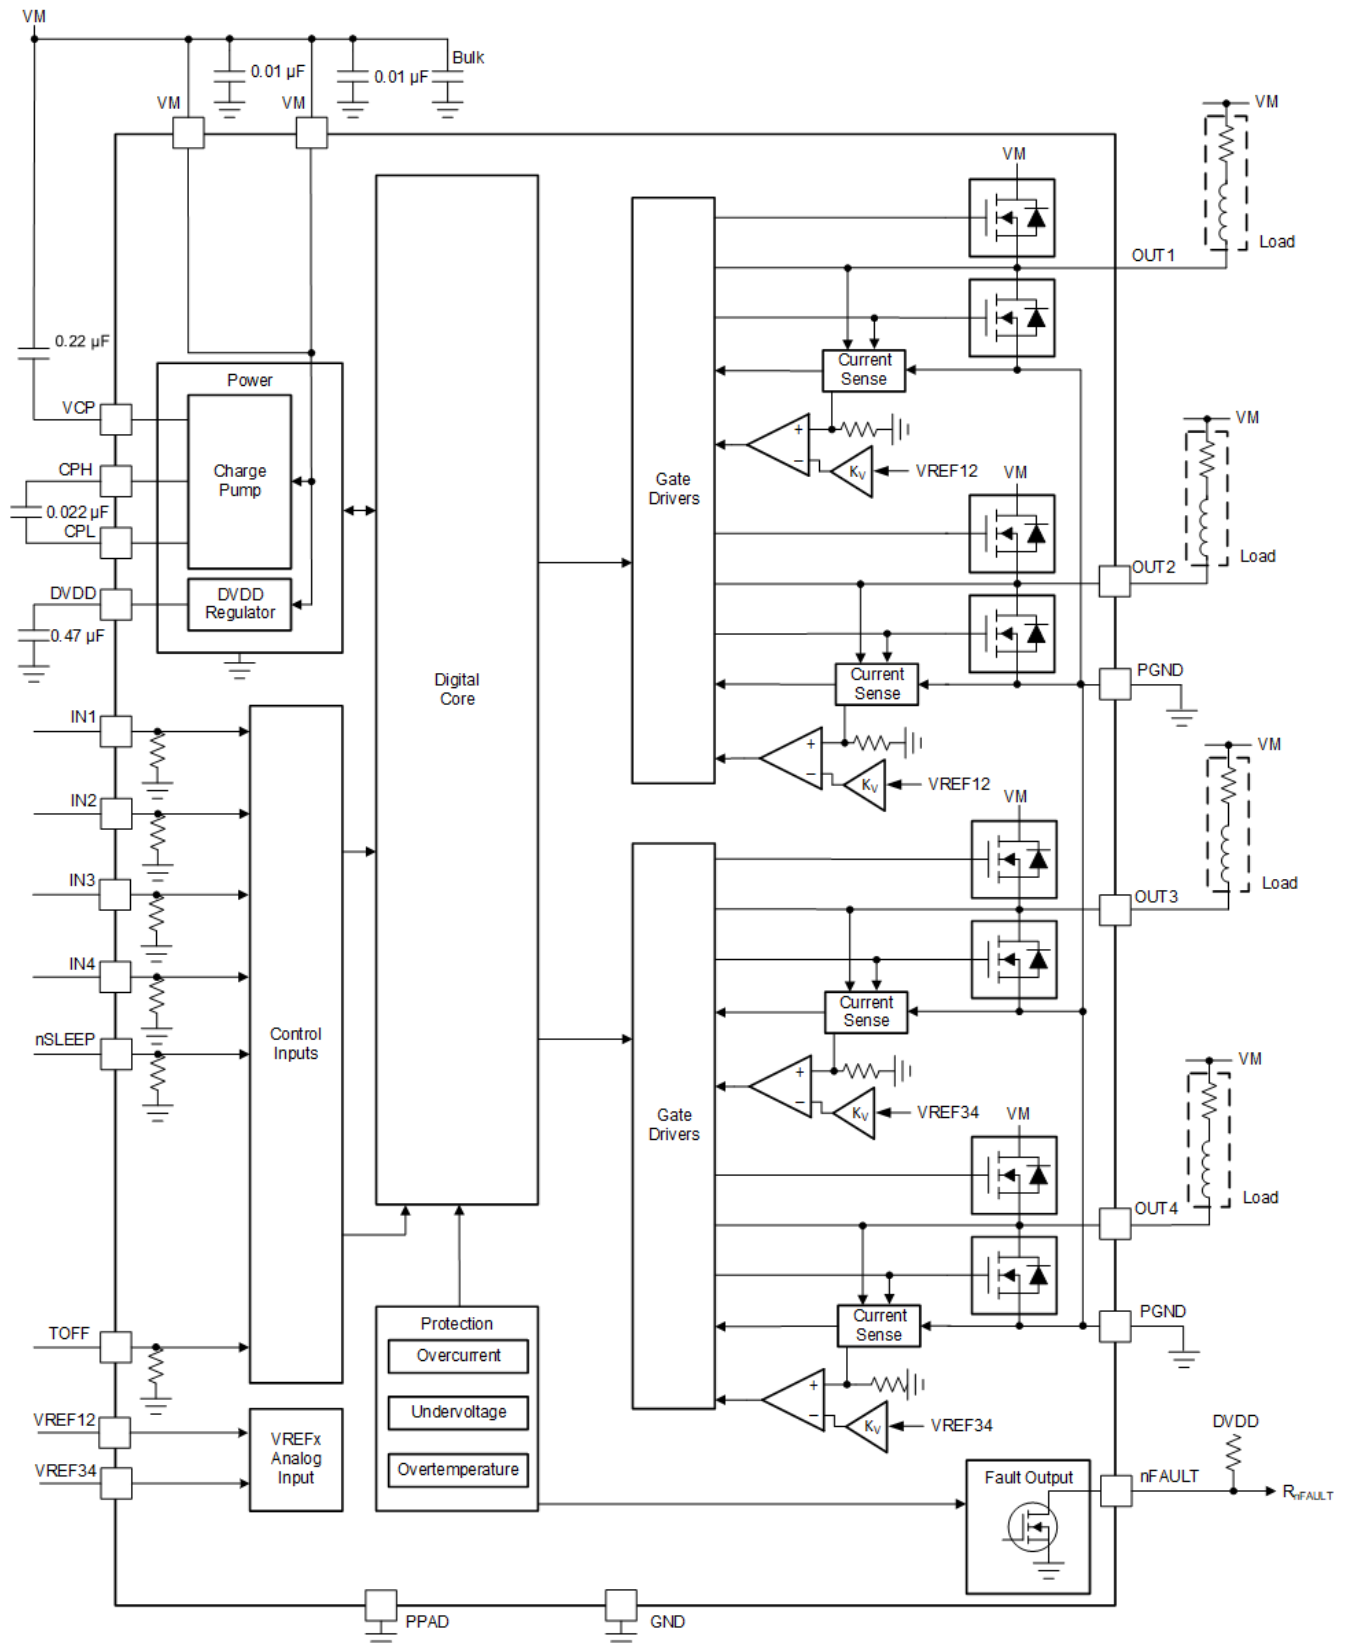 VM
0.01 µF
0.01 µF
Bulk
VM
VM
VM
Load
VM
OUT1
0.22 µF
Power
VCP
Charge
Pump
CPH
0.022 µF
CPL
DVDD
DVDD
Regulator
0.47 µF
Digital
Core
Gate
Drivers
Current
Sense
+
−
KV
VREF12
VM
VM
Load
OUT2
Current
Sense
PGND
+
−
KV
VREF12
IN1
IN2
IN3
IN4
nSLEEP
Control
Inputs
TOFF
VREF12
VREF34
VREFx
Analog
Input
VM
VM
Load
OUT3
Gate
Drivers
Current
Sense
+
−
KV
VREF34
VM
VM
Load
OUT4
Current
Sense
PGND
+
−
KV
VREF34
Protection
Overcurrent
Undervoltage
Overtemperature
DVDD
Fault Output
nFAULT
RnFAULT
PPAD
GND